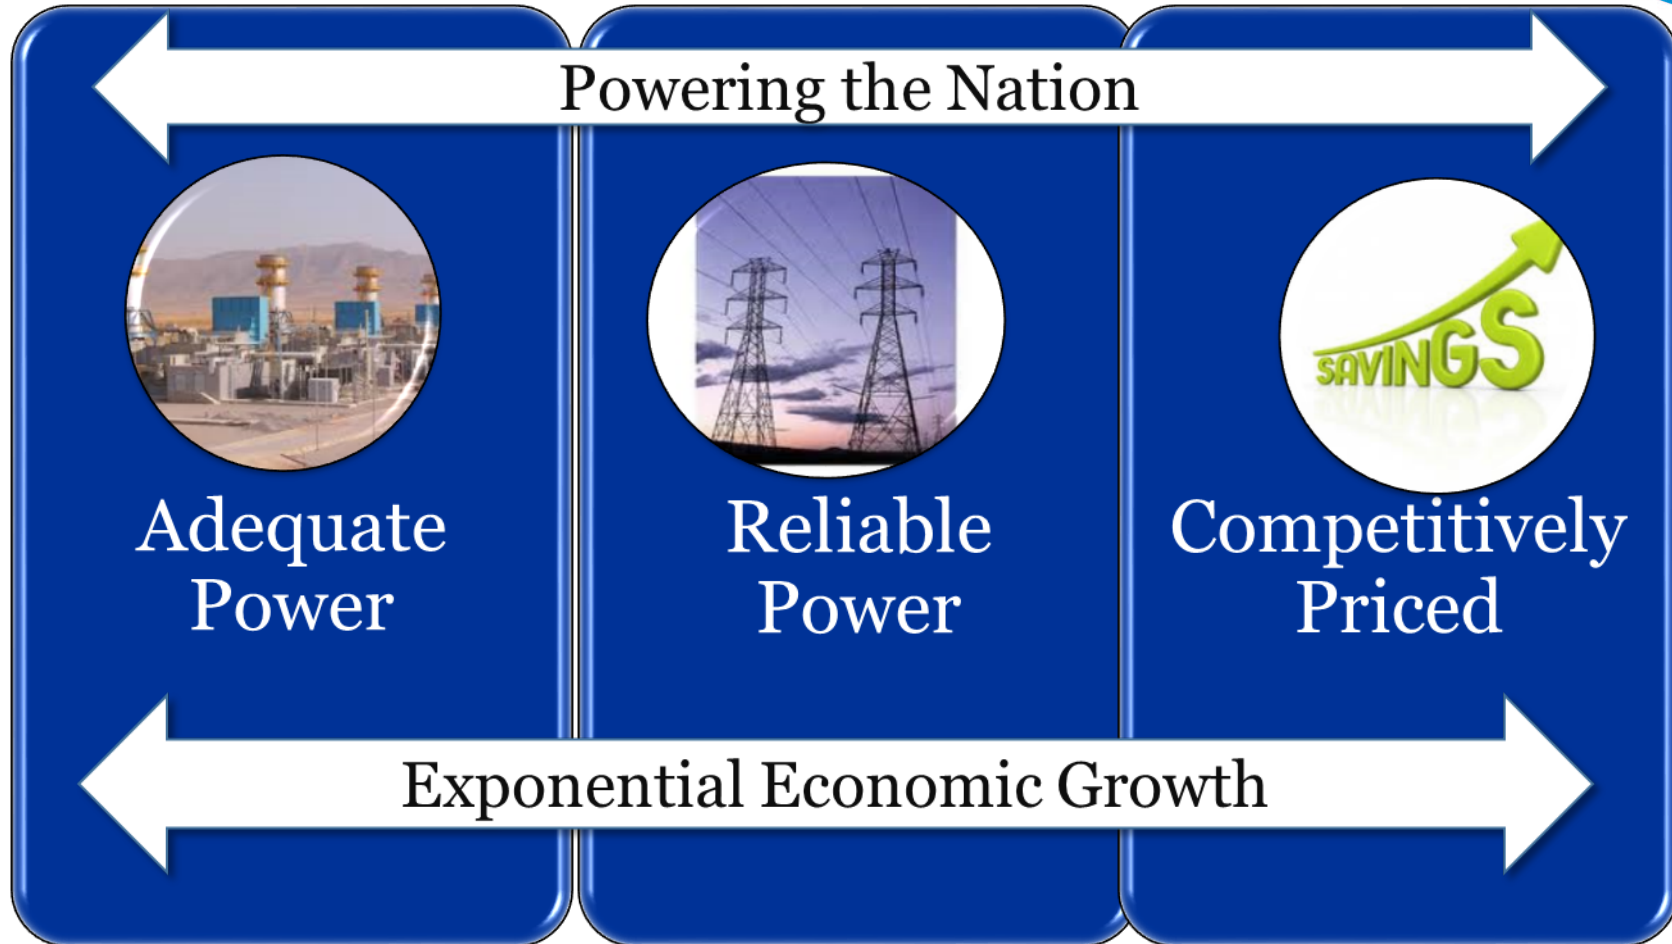 Powering the Nation
SAVINGS
Adequate
Power
Reliable
Power
Competitively
Priced
Exponential Economic Growth